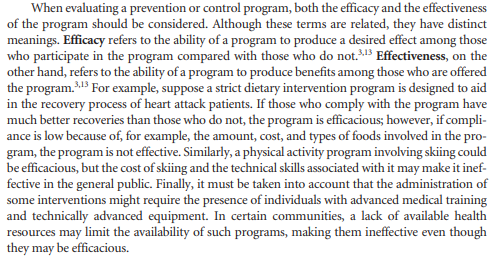 When evaluating a prevention or control program, both the efficacy and the effectiveness
of the program should be considered. Although these terms are related, they have distinct
meanings. Efficacy refers to the ability of a program to produce a desired effect among those
who participate in the program compared with those who do not.3,13 Effectiveness, on the
other hand, refers to the ability of a program to produce benefits among those who are offered
the program.3,13 For example, suppose a strict dietary intervention program is designed to aid
in the recovery process of heart attack patients. If those who comply with the program have
much better recoveries than those who do not, the program is efficacious; however, if compli-
ance is low because of, for example, the amount, cost, and types of foods involved in the pro-
gram, the program is not effective. Similarly, a physical activity program involving skiing could
be efficacious, but the cost of skiing and the technical skills associated with it may make it inef-
fective in the general public. Finally, it must be taken into account that the administration of
some interventions might require the presence of individuals with advanced medical training
and technically advanced equipment. In certain communities, a lack of available health
resources may limit the availability of such programs, making them ineffective even though
they may be efficacious.